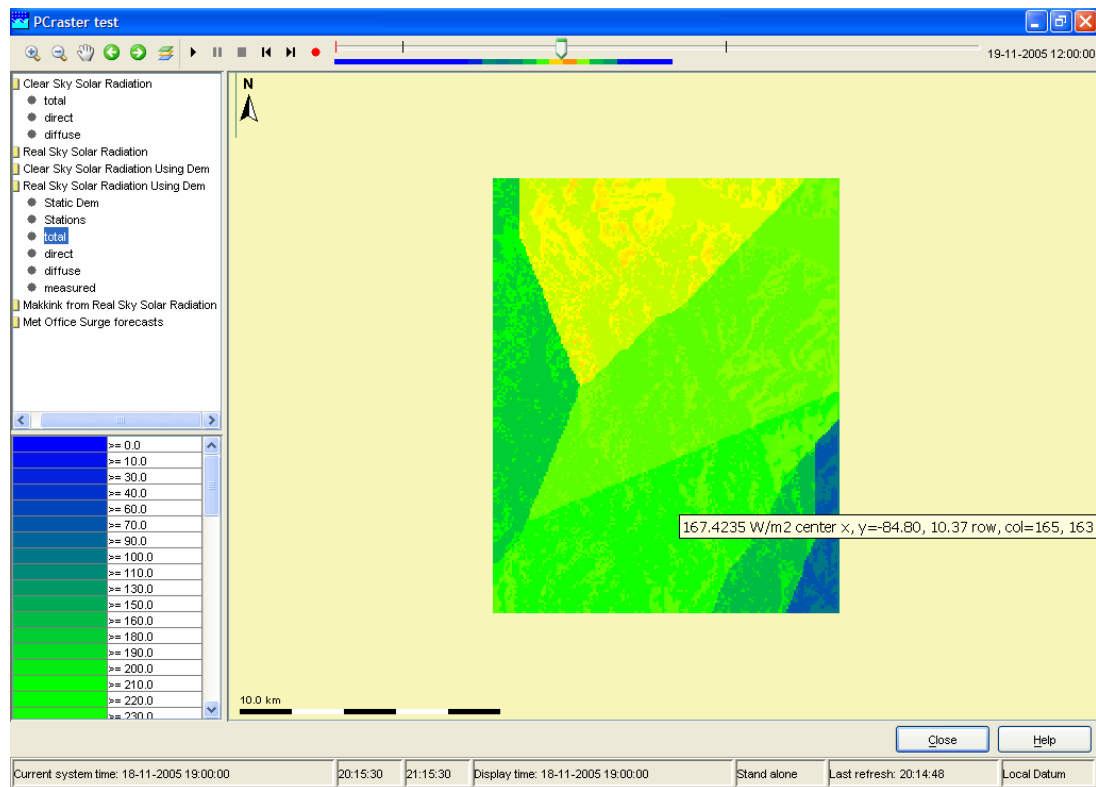 PCraster test
19-11-2005 12:00:00
Clear Sky Solar Radiation
total
direct
diffuse
Real Sky Solar Radiation
Clear Sky Solar Radiation Using Dem
Real Sky Solar Radiation Using Dem
Static Dem
Stations
total
direct
diffuse
measured
Makkink from Real Sky Solar Radiation
Met Office Surge forecasts
N
167.4235 W/m2 center x, y=-84.80, 10.37 row, col=165, 163
>= 0.0
>= 10.0
>= 30.0
>= 40.0
>= 60.0
>= 70.0
>= 90.0
>= 100.0
>= 110.0
>= 130.0
>= 150.0
>= 160.0
>= 180.0
>= 190.0
>= 200.0
>= 210.0
>= 220.0
>= 230.0
10.0 km
Close
Help
Current system time: 18-11-2005 19:00:00
20:15:30
21:15:30
Display time: 18-11-2005 19:00:00
Stand alone
Last refresh: 20:14:48
Local Datum